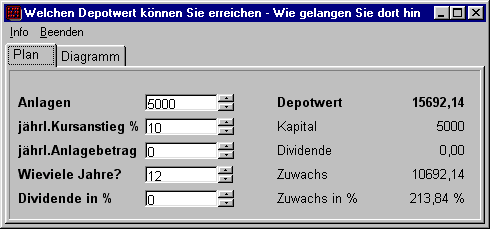 Welchen Depotwert können Sie erreichen - Wie gelangen Sie dort hin
Info Beenden
Plan Diagramm
Anlagen 5000 Depotwert 15692,14
jährl.Kursanstieg % 10 Kapital 5000
jährl.Anlagebetrag 0 Dividende 0,00
Wieviele Jahre? 12 Zuwachs 10692,14
Dividende in % 0 Zuwachs in % 213,84 %